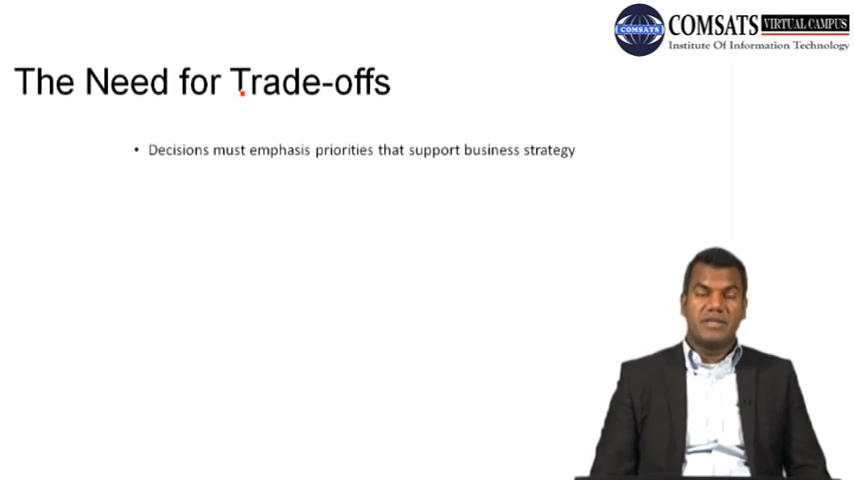 COMSATS VIRTUAL CAMPUS
COMSATS
Institute Of Information Technology
The Need for Trade-offs
• Decisions must emphasis priorities that support business strategy